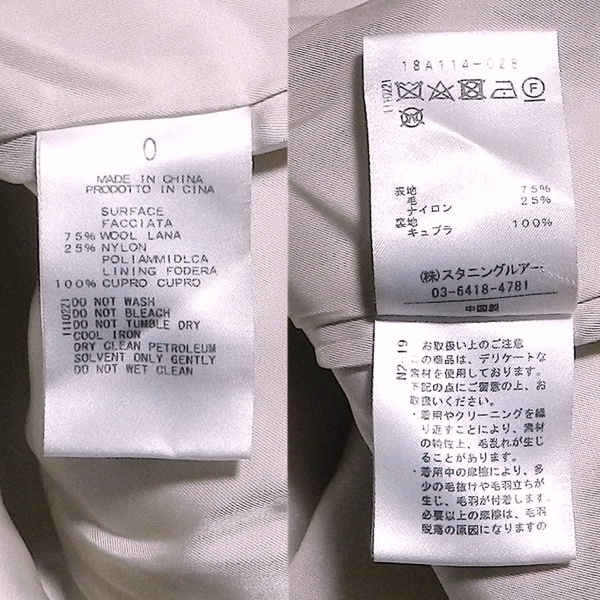 0
MADE IN CHINA
PRODOTTO IN CINA
SURFACE
FACCIATA
75% WOOL LANA
25% NYLON
POLIAMMIDLCA
LINING FODERA
100% CUPRO CUPRO
1110221
DO NOT WASH
DO NOT BLEACH
DO NOT TUMBLE DRY
COOL IRON
DRY CLEAN PETROLEUM
SOLVENT ONLY GENTLY
DO NOT WET CLEAN
18A114-028
1110221
F
W
表地
毛 75%
ナイロン 25%
裏地
キュプラ 100%
(株)スタニングルアー
03-6418-4781
中国製
N2-19
お取扱い上のご注意
この商品は、デリケートな
素材を使用しております。
下記の点にご留意の上、お
取扱いください。
・着用やクリーニングを繰
り返すことにより、素材
の特性上、毛乱れが生じ
ることがあります。
・着用中の摩擦により、多
少の毛抜けや毛羽立ちが
生じ、毛羽が付着します。
必要以上の摩擦は、毛羽
脱落の原因になりますの